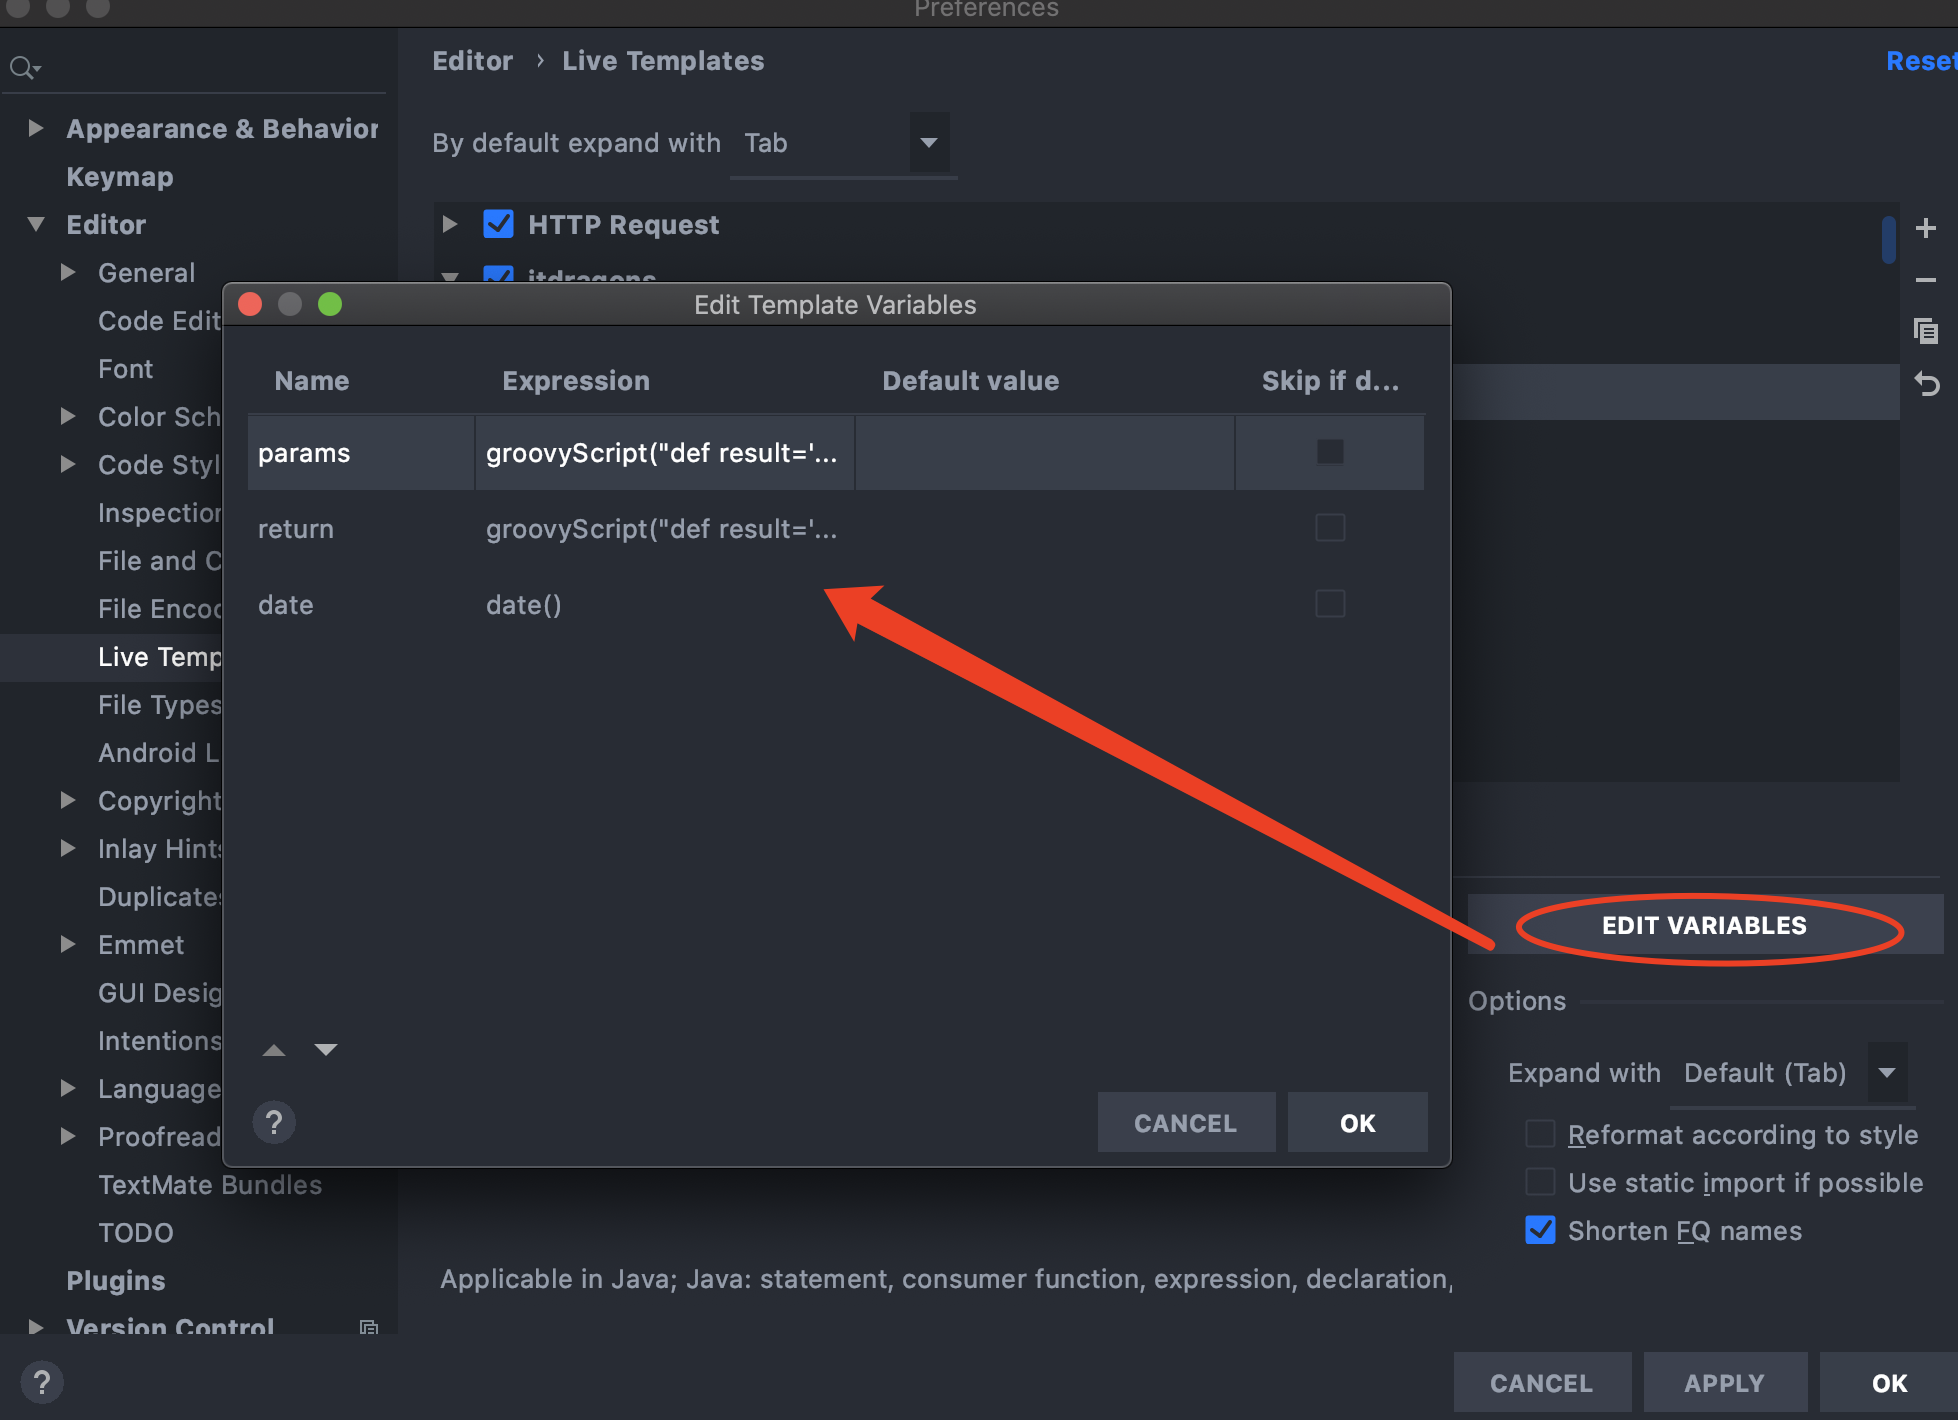 Preferences
Editor › Live Templates
Reset
By default expand with Tab
Appearance & Behavior
Keymap
Editor
General
Code Edit
Font
Color Sch
Code Styl
Inspection
File and C
File Encod
Live Temp
File Types
Android L
Copyright
Inlay Hints
Duplicates
Emmet
GUI Desig
Intentions
Language
Proofread
TextMate Bundles
TODO
Plugins
Version Control
HTTP Request
itdragons
Edit Template Variables
Name Expression Default value Skip if d...
params groovyScript("def result='...
return groovyScript("def result='...
date date()
?
CANCEL OK
EDIT VARIABLES
Options
Expand with Default (Tab)
Reformat according to style
Use static import if possible
Shorten FQ names
Applicable in Java; Java: statement, consumer function, expression, declaration,
?
CANCEL APPLY OK